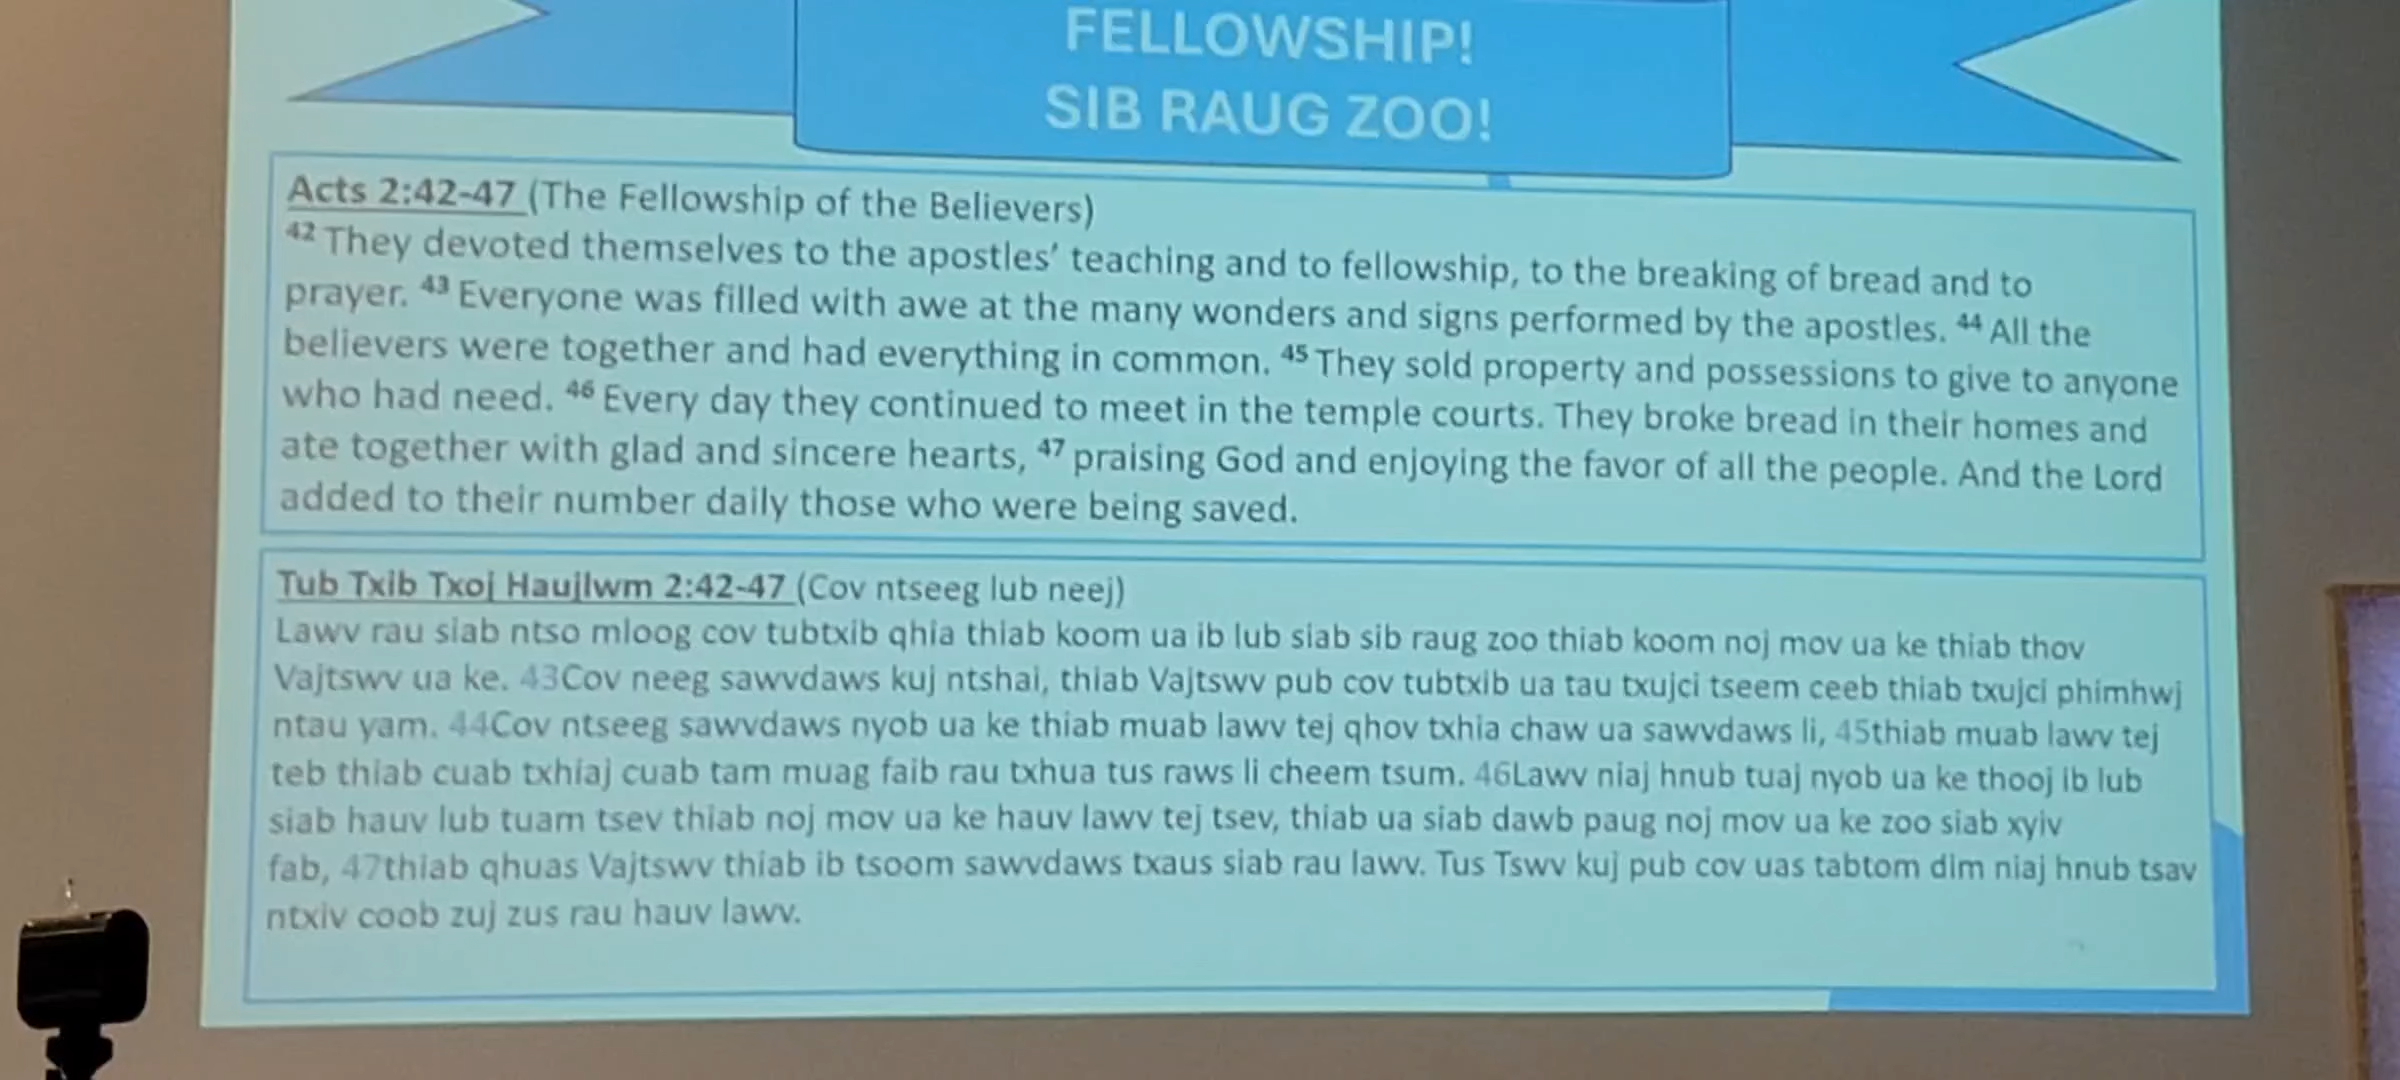 FELLOWSHIP!
SIB RAUG ZOO!
Acts 2:42-47 (The Fellowship of the Believers)
42 They devoted themselves to the apostles’ teaching and to fellowship, to the breaking of bread and to
prayer. 43 Everyone was filled with awe at the many wonders and signs performed by the apostles. 44 All the
believers were together and had everything in common. 45 They sold property and possessions to give to anyone
who had need. 46 Every day they continued to meet in the temple courts. They broke bread in their homes and
ate together with glad and sincere hearts, 47 praising God and enjoying the favor of all the people. And the Lord
added to their number daily those who were being saved.
Tub Txib Txoj Haujlwm 2:42-47 (Cov ntseeg lub neej)
Lawv rau siab ntso mloog cov tubtxib qhia thiab koom ua ib lub siab sib raug zoo thiab koom noj mov ua ke thiab thov
Vajtswv ua ke. 43Cov neeg sawvdaws kuj ntshai, thiab Vajtswv pub cov tubtxib ua tau txujci tseem ceeb thiab txujci phimhwj
ntau yam. 44Cov ntseeg sawvdaws nyob ua ke thiab muab lawv tej qhov txhia chaw ua sawvdaws li, 45thiab muab lawv tej
teb thiab cuab txhiaj cuab tam muag faib rau txhua tus raws li cheem tsum. 46Lawv niaj hnub tuaj nyob ua ke thooj ib lub
siab hauv lub tuam tsev thiab noj mov ua ke hauv lawv tej tsev, thiab ua siab dawb paug noj mov ua ke zoo siab xyiv
fab, 47thiab qhuas Vajtswv thiab ib tsoom sawvdaws txaus siab rau lawv. Tus Tswv kuj pub cov uas tabtom dim niaj hnub tsav
ntxiv coob zuj zus rau hauv lawv.